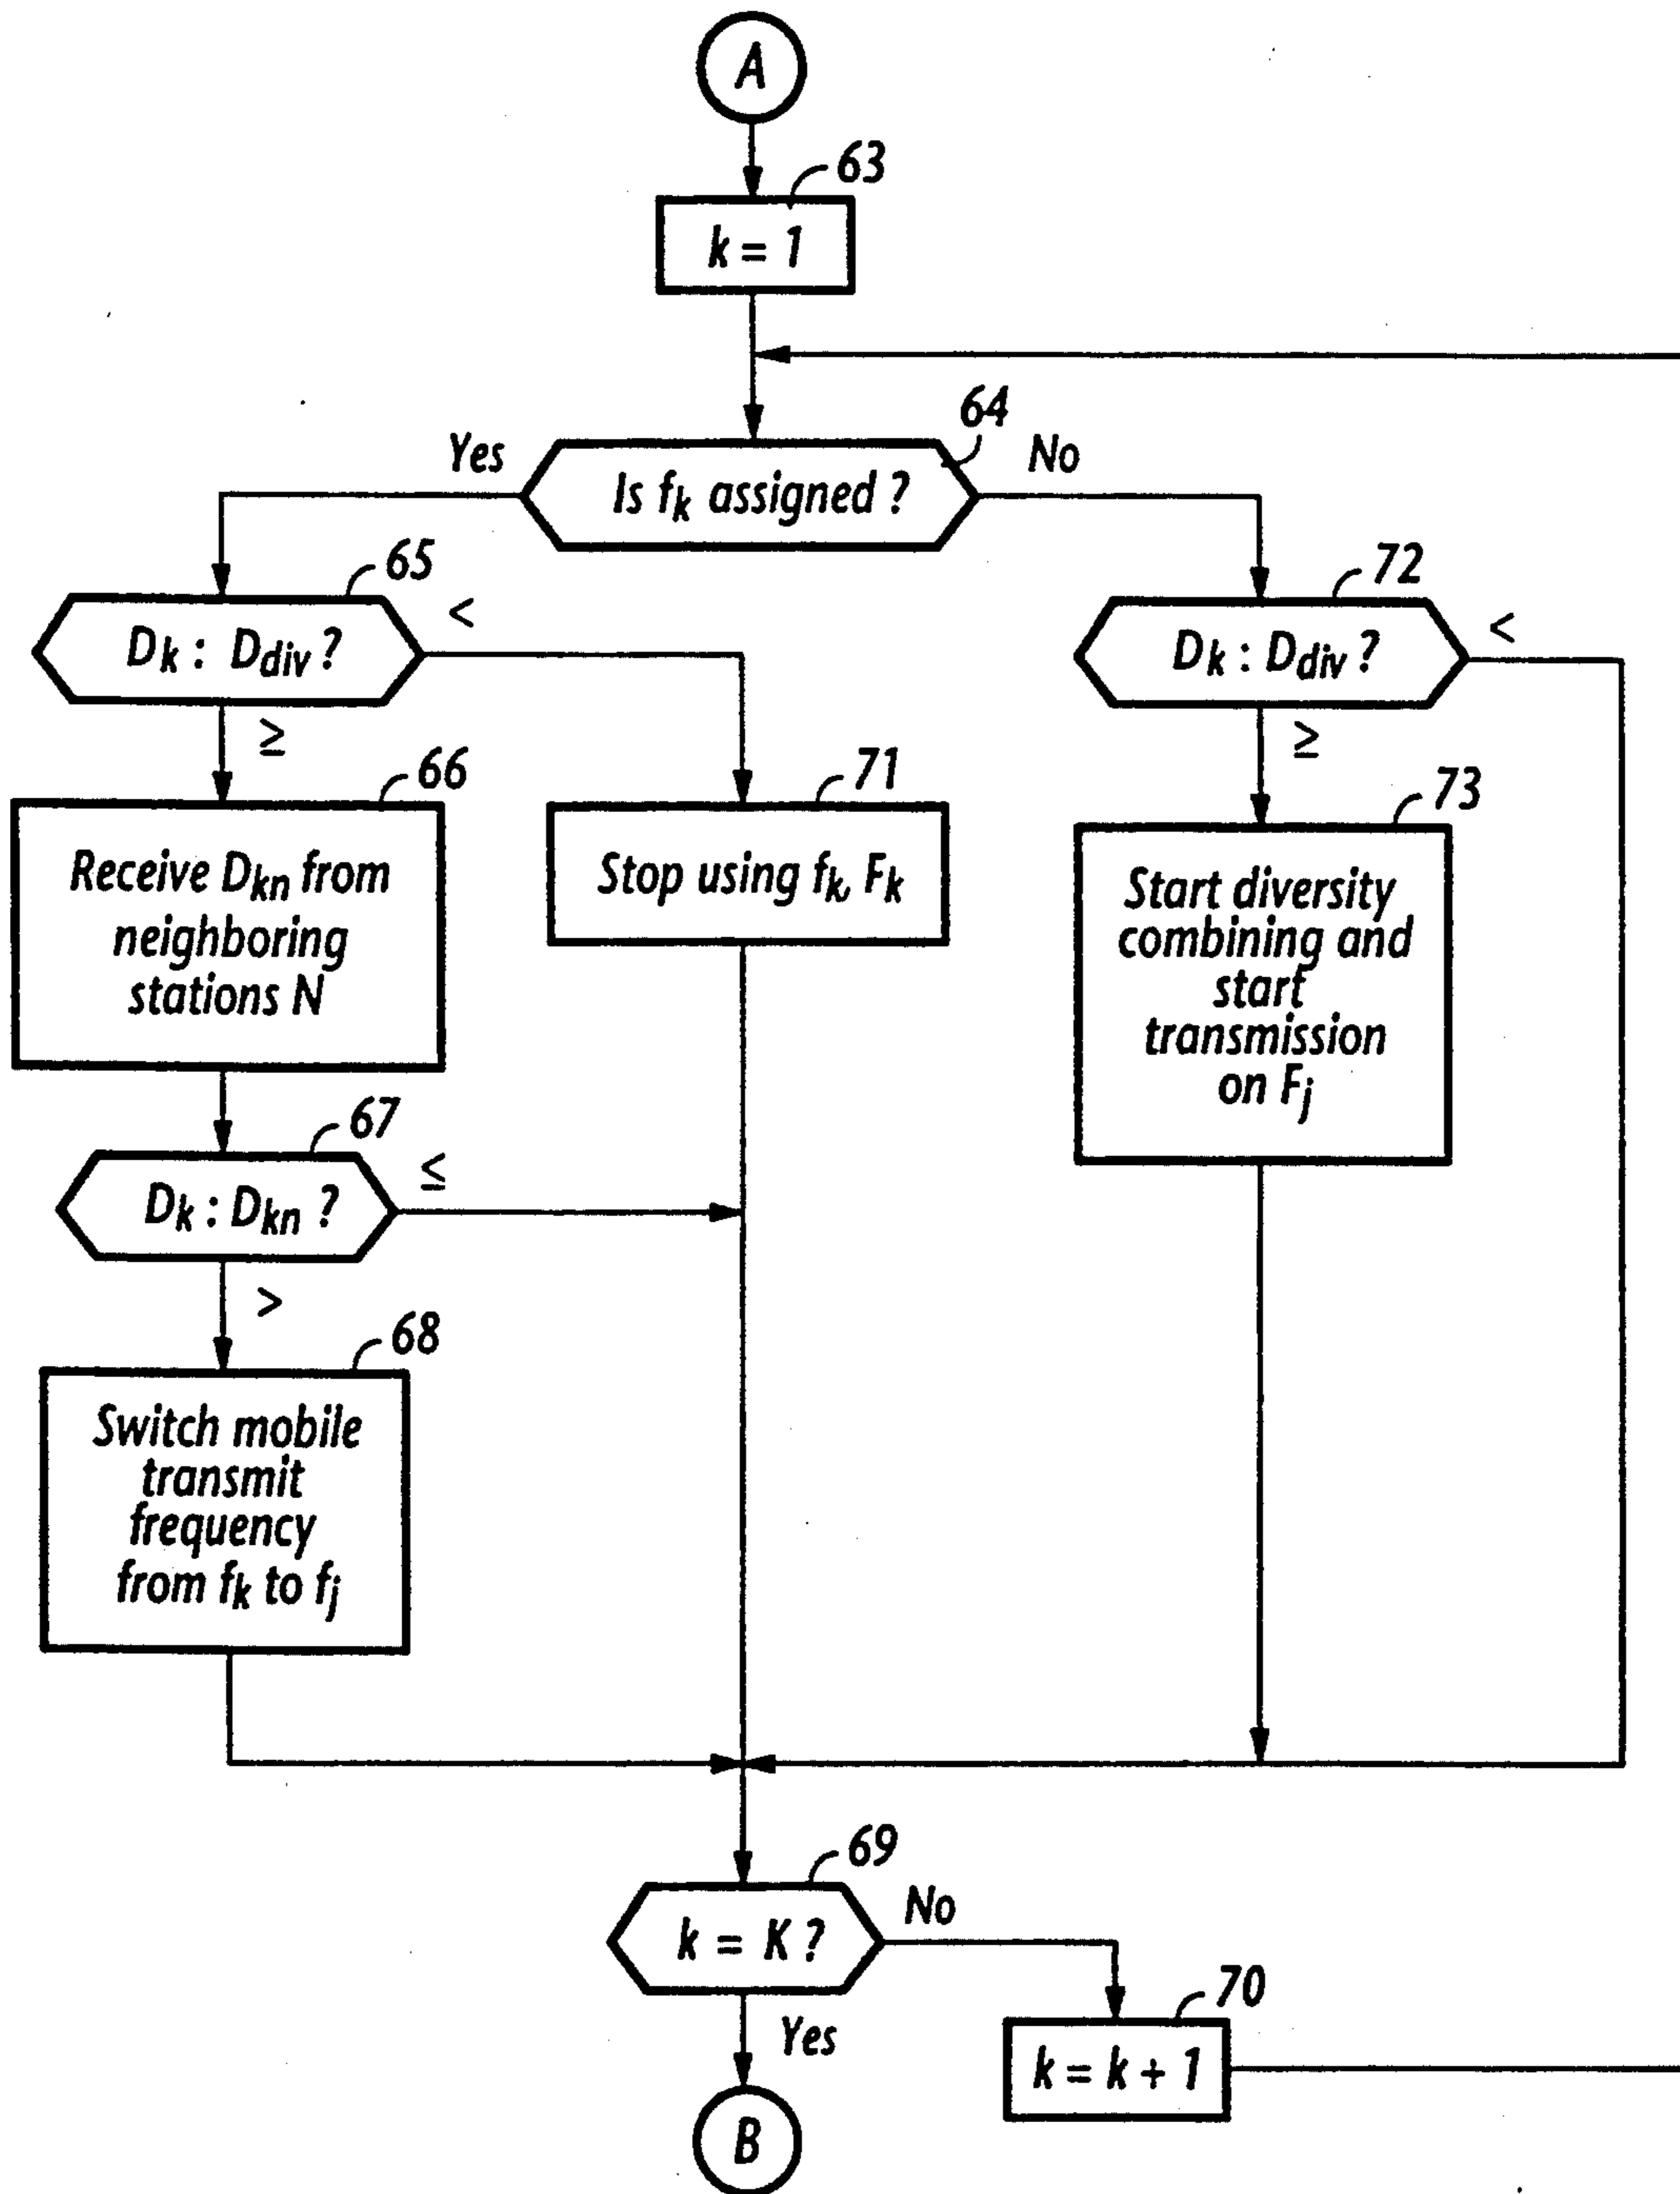 A
63
k = 1
64
Yes
No
Is fk assigned ?
65
72
<
<
Dk : Ddiv ?
Dk : Ddiv ?
≥
≥
66
71
73
Receive Dkn from
neighboring
stations N
Stop using fk, Fk
Start diversity
combining and
start
transmission
on Fj
67
≤
Dk : Dkn ?
>
68
Switch mobile
transmit
frequency
from fk to fj
69
No
k = K ?
70
Yes
k = k + 1
B